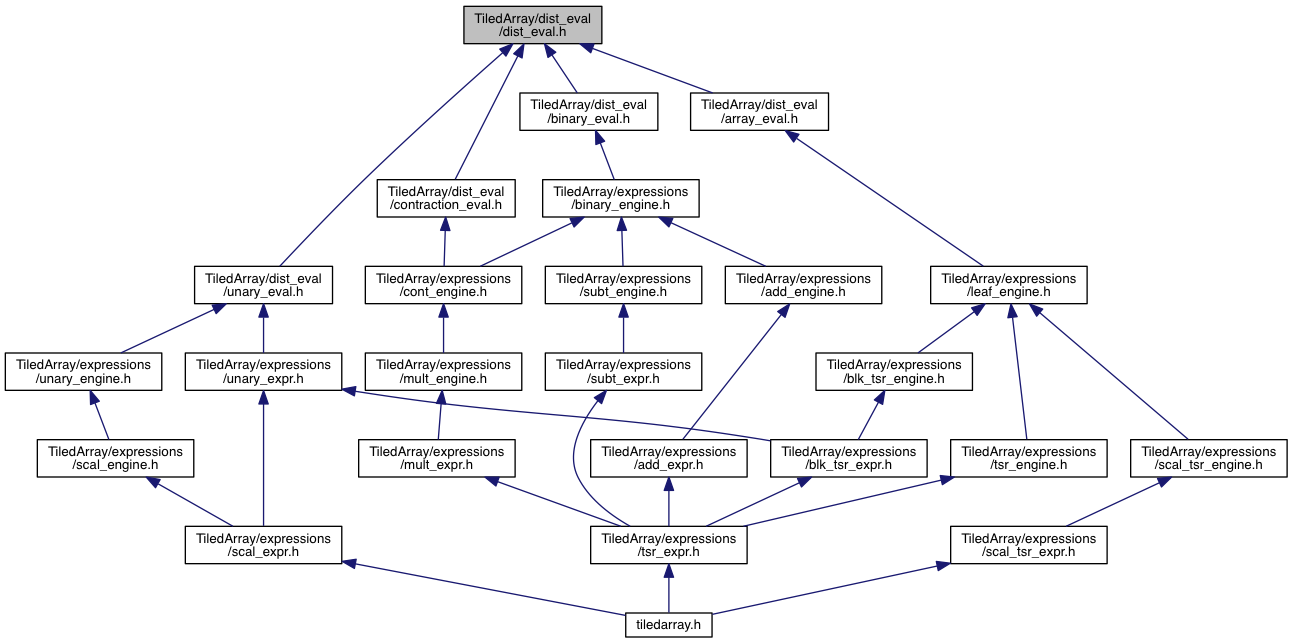 TiledArray/dist_eval
/dist_eval.h
TiledArray/dist_eval
/binary_eval.h
TiledArray/dist_eval
/array_eval.h
TiledArray/dist_eval
/contraction_eval.h
TiledArray/expressions
/binary_engine.h
TiledArray/dist_eval
/unary_eval.h
TiledArray/expressions
/cont_engine.h
TiledArray/expressions
/subt_engine.h
TiledArray/expressions
/add_engine.h
TiledArray/expressions
/leaf_engine.h
TiledArray/expressions
/unary_engine.h
TiledArray/expressions
/unary_expr.h
TiledArray/expressions
/mult_engine.h
TiledArray/expressions
/subt_expr.h
TiledArray/expressions
/blk_tsr_engine.h
TiledArray/expressions
/scal_engine.h
TiledArray/expressions
/mult_expr.h
TiledArray/expressions
/add_expr.h
TiledArray/expressions
/blk_tsr_expr.h
TiledArray/expressions
/tsr_engine.h
TiledArray/expressions
/scal_tsr_engine.h
TiledArray/expressions
/scal_expr.h
TiledArray/expressions
/tsr_expr.h
TiledArray/expressions
/scal_tsr_expr.h
tiledarray.h